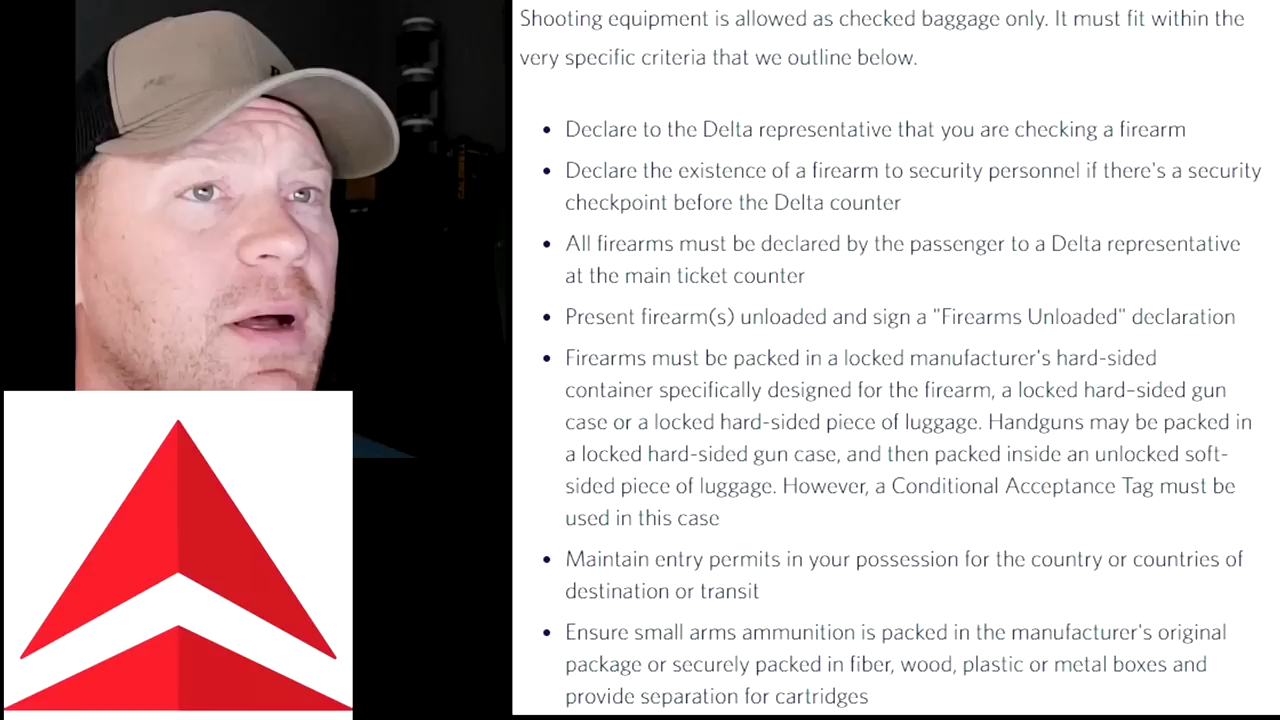 Shooting equipment is allowed as checked baggage only. It must fit within the
very specific criteria that we outline below.
• Declare to the Delta representative that you are checking a firearm
• Declare the existence of a firearm to security personnel if there's a security
checkpoint before the Delta counter
• All firearms must be declared by the passenger to a Delta representative
at the main ticket counter
• Present firearm(s) unloaded and sign a "Firearms Unloaded" declaration
• Firearms must be packed in a locked manufacturer's hard-sided
container specifically designed for the firearm, a locked hard-sided gun
case or a locked hard-sided piece of luggage. Handguns may be packed in
a locked hard-sided gun case, and then packed inside an unlocked soft-
sided piece of luggage. However, a Conditional Acceptance Tag must be
used in this case
• Maintain entry permits in your possession for the country or countries of
destination or transit
• Ensure small arms ammunition is packed in the manufacturer's original
package or securely packed in fiber, wood, plastic or metal boxes and
provide separation for cartridges